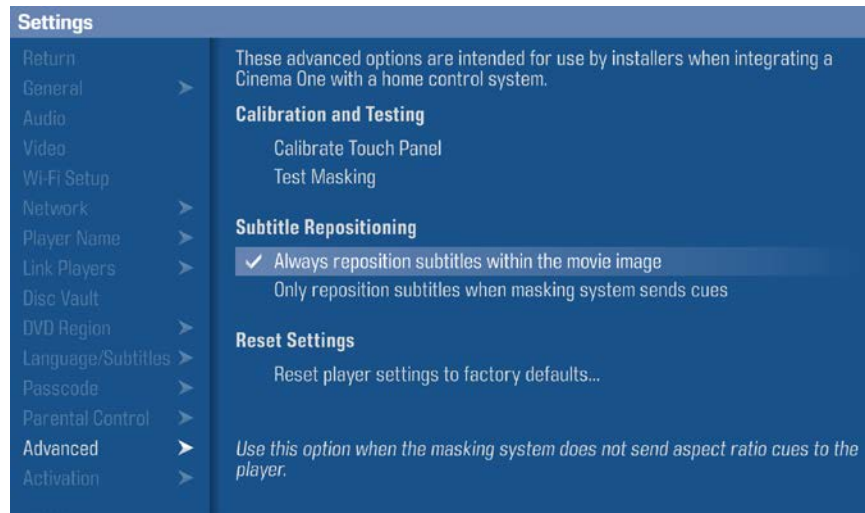 Settings
Return
General
Audio
Video
Wi-Fi Setup
Network
Player Name
Link Players
Disc Vault
DVD Region
Language/Subtitles
Passcode
Parental Control
Advanced
Activation
These advanced options are intended for use by installers when integrating a
Cinema One with a home control system.
Calibration and Testing
Calibrate Touch Panel
Test Masking
Subtitle Repositioning
Always reposition subtitles within the movie image
Only reposition subtitles when masking system sends cues
Reset Settings
Reset player settings to factory defaults...
Use this option when the masking system does not send aspect ratio cues to the
player.